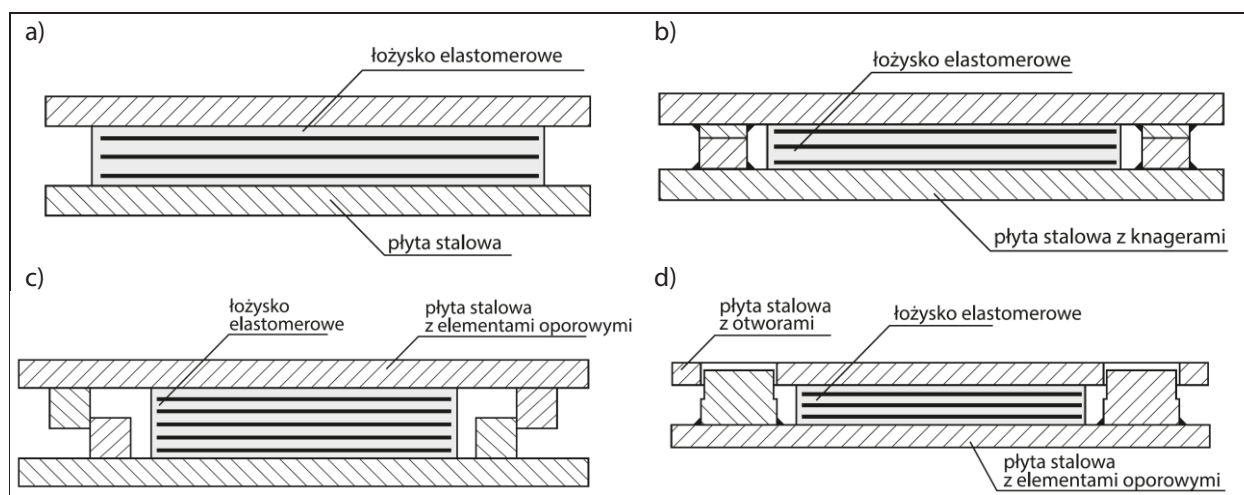 a)
łożysko elastomerowe
płyta stalowa
b)
łożysko elastomerowe
płyta stalowa z knagerami
c)
łożysko
elastomerowe
płyta stalowa
z elementami oporowymi
d)
płyta stalowa
z otworami
łożysko elastomerowe
płyta stalowa
z elementami oporowymi